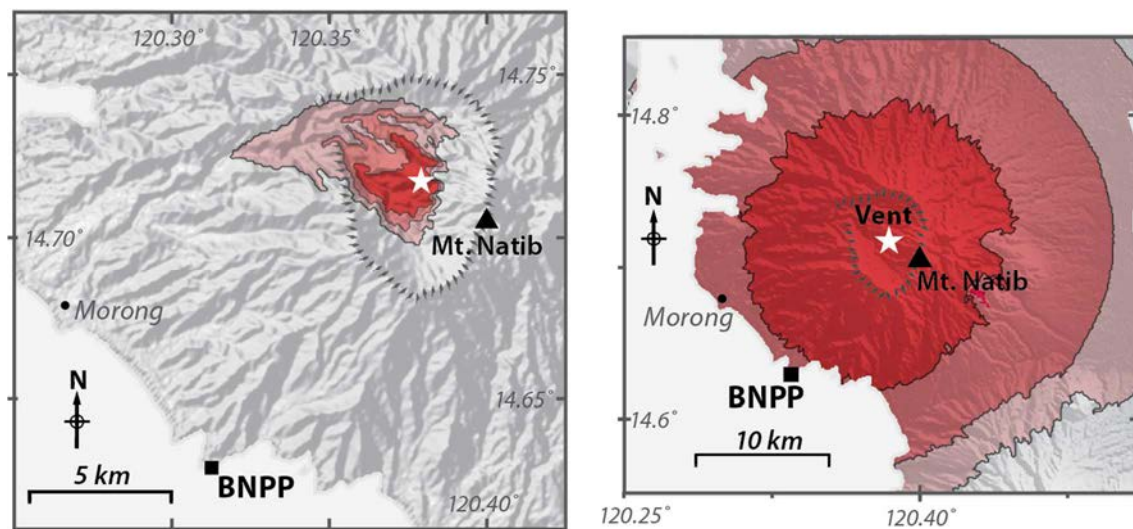 120.30°
120.35°
14.75°
14.70°
Mt. Natib
Morong
N
14.65°
5 km
BNPP
120.40°
14.8°
N
Vent
Mt. Natib
Morong
BNPP
14.6°
10 km
120.25°
120.40°